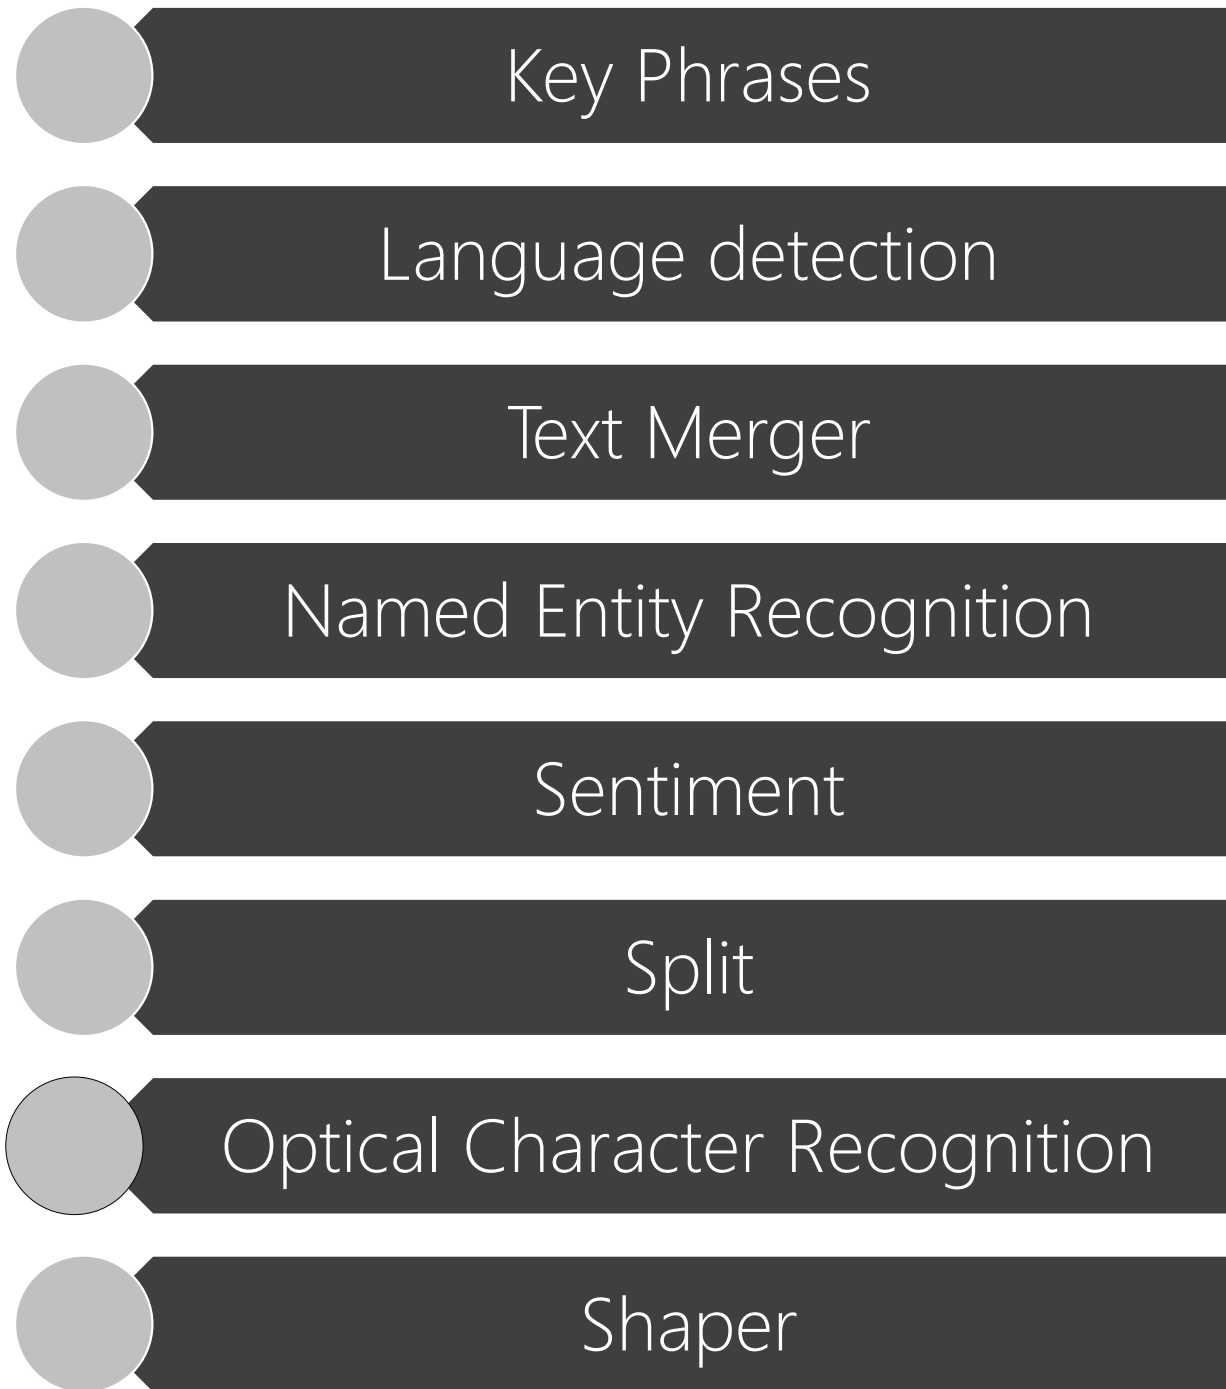 Key Phrases
Language detection
Text Merger
Named Entity Recognition
Sentiment
Split
Optical Character Recognition
Shaper